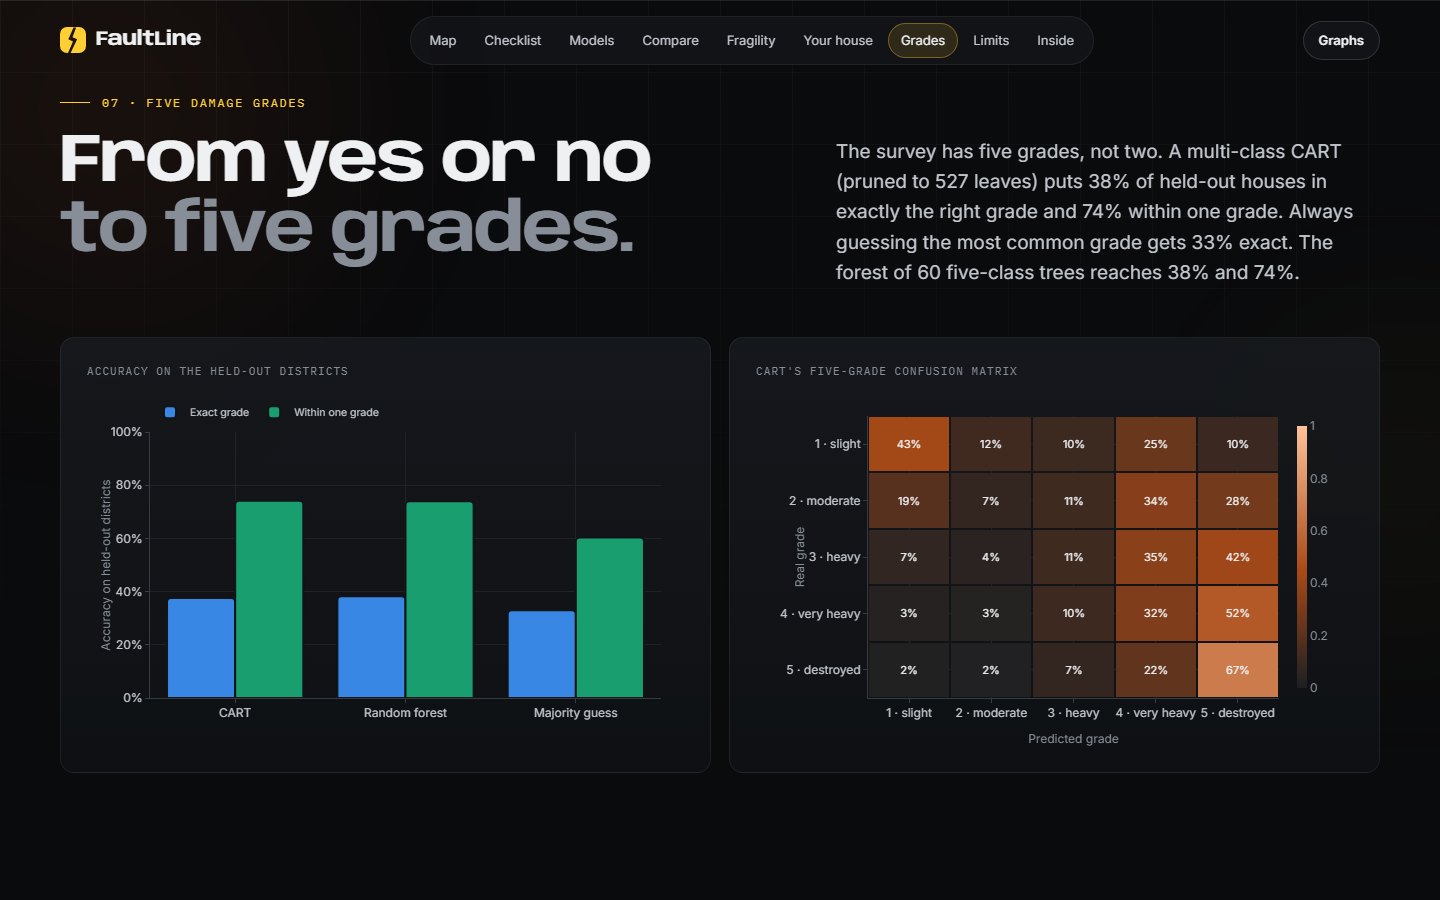 FaultLine
Map Checklist Models Compare Fragility Your house Grades Limits Inside
Graphs
07 · FIVE DAMAGE GRADES
From yes or no
to five grades.
The survey has five grades, not two. A multi-class CART
(pruned to 527 leaves) puts 38% of held-out houses in
exactly the right grade and 74% within one grade. Always
guessing the most common grade gets 33% exact. The
forest of 60 five-class trees reaches 38% and 74%.
ACCURACY ON THE HELD-OUT DISTRICTS
Exact grade Within one grade
Accuracy on held-out districts
100%
80%
60%
40%
20%
0%
CART Random forest Majority guess
CART'S FIVE-GRADE CONFUSION MATRIX
Real grade
1 · slight 43% 12% 10% 25% 10%
2 · moderate 19% 7% 11% 34% 28%
3 · heavy 7% 4% 11% 35% 42%
4 · very heavy 3% 3% 10% 32% 52%
5 · destroyed 2% 2% 7% 22% 67%
1 · slight 2 · moderate 3 · heavy 4 · very heavy 5 · destroyed
Predicted grade
1
0.8
0.6
0.4
0.2
0